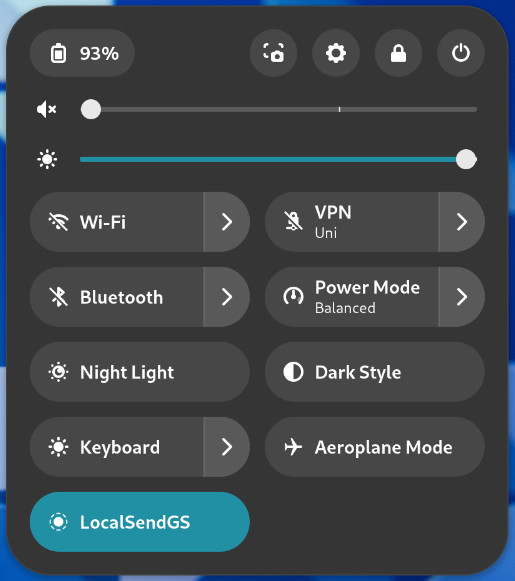 93%
Wi-Fi
VPN
Uni
Bluetooth
Power Mode
Balanced
Night Light
Dark Style
Keyboard
Aeroplane Mode
LocalSendGS